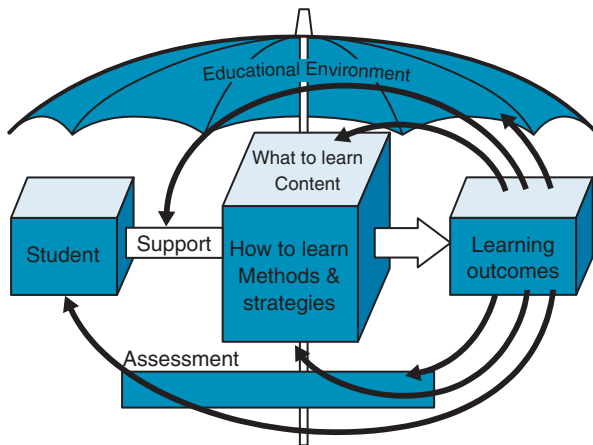 Educational Environment
What to learn
Content
Student
Support
How to learn
Methods &
strategies
Learning
outcomes
Assessment